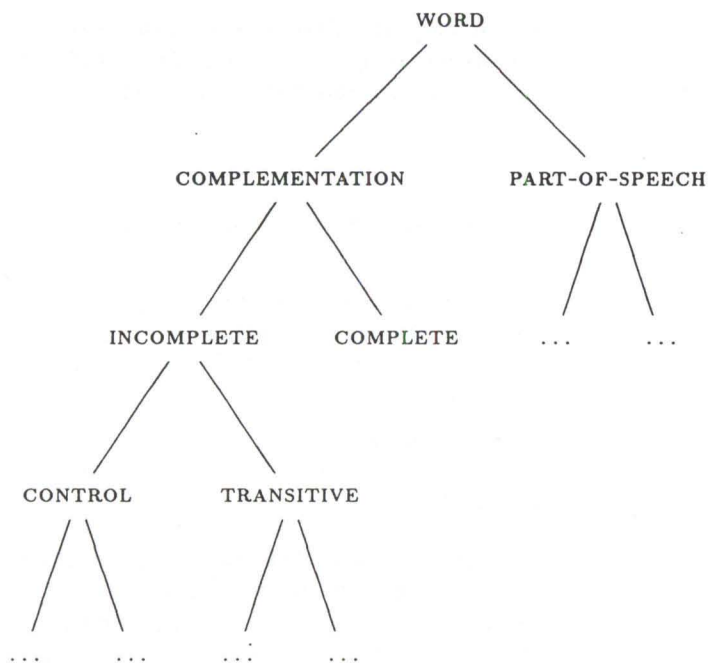 WORD
COMPLEMENTATION PART-OF-SPEECH
INCOMPLETE COMPLETE ... ...
CONTROL TRANSITIVE
... ... ... ...